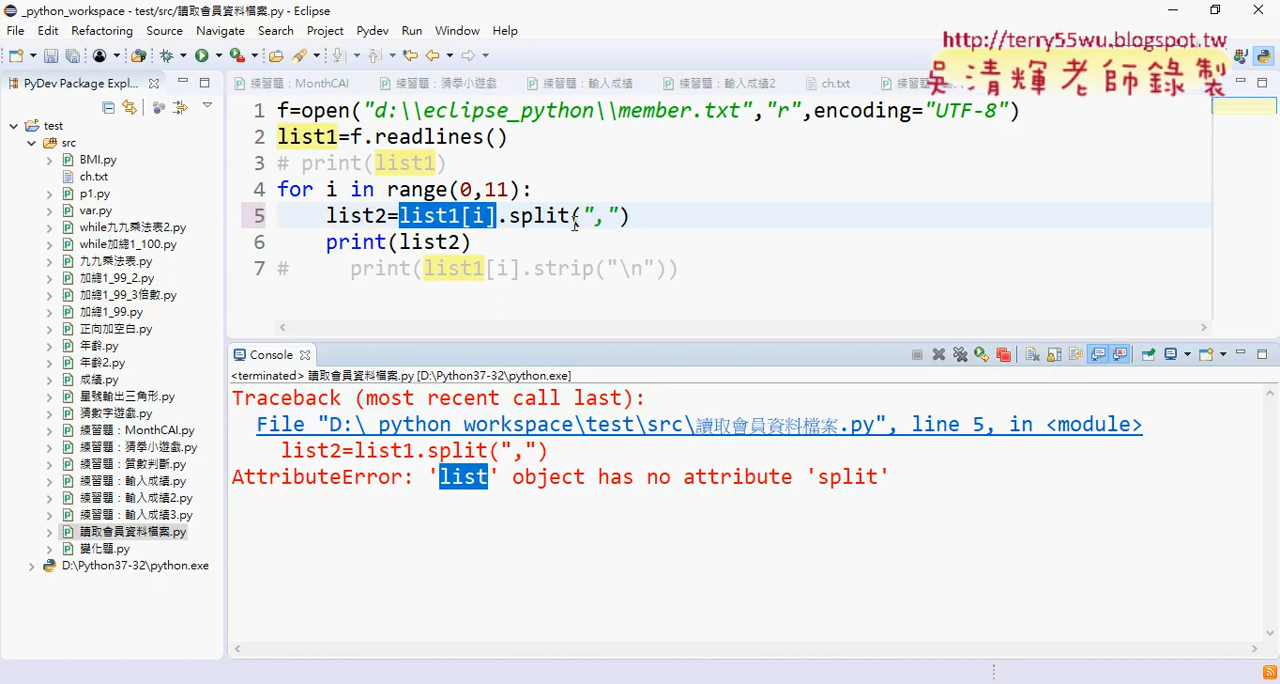 _python_workspace - test/src/讀取會員資料檔案.py - Eclipse
File Edit Refactoring Source Navigate Search Project Pydev Run Window Help
http://terry55wu.blogspot.tw
吳清輝老師錄製
PyDev Package Expl...
練習題：MonthCAI 練習題：猜拳小遊戲 練習題：輸入成績 練習題：輸入成績2 ch.txt
test
src
BMI.py
ch.txt
p1.py
var.py
while九九乘法表2.py
while加總1_100.py
九九乘法表.py
加總1_99_2.py
加總1_99_3倍數.py
加總1_99.py
正向加空白.py
年齡.py
年齡2.py
成績.py
星號輸出三角形.py
猜數字遊戲.py
練習題：MonthCAI.py
練習題：猜拳小遊戲.py
練習題：質數判斷.py
練習題：輸入成績.py
練習題：輸入成績2.py
練習題：輸入成績3.py
讀取會員資料檔案.py
變化題.py
D:\Python37-32\python.exe
1 f=open("d:\\eclipse_python\\member.txt","r",encoding="UTF-8")
2 list1=f.readlines()
3 # print(list1)
4 for i in range(0,11):
5 list2=list1[i].split(",")
6 print(list2)
7 # print(list1[i].strip("\n"))
Console
<terminated> 讀取會員資料檔案.py [D:\Python37-32\python.exe]
Traceback (most recent call last):
File "D:\_python_workspace\test\src\讀取會員資料檔案.py", line 5, in <module>
list2=list1.split(",")
AttributeError: 'list' object has no attribute 'split'